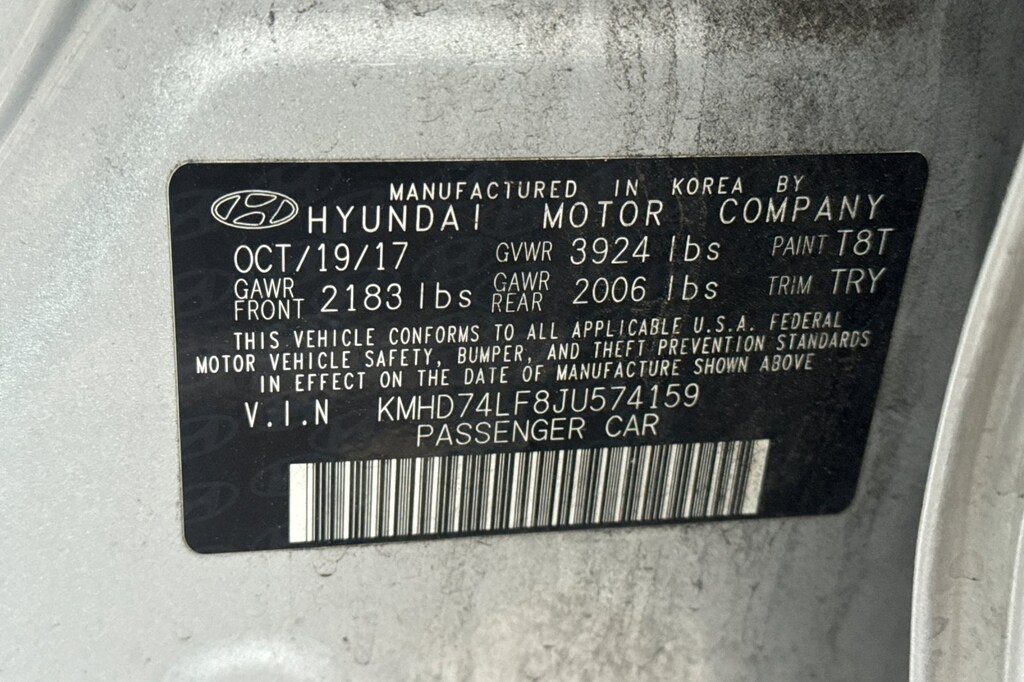 MANUFACTURED IN KOREA BY
HYUNDAI MOTOR COMPANY
OCT/19/17 GVWR 3924 lbs PAINT T8T
GAWR FRONT 2183 lbs GAWR REAR 2006 lbs TRIM TRY
THIS VEHICLE CONFORMS TO ALL APPLICABLE U.S.A. FEDERAL
MOTOR VEHICLE SAFETY, BUMPER, AND THEFT PREVENTION STANDARDS
IN EFFECT ON THE DATE OF MANUFACTURE SHOWN ABOVE
V.I.N KMHD74LF8JU574159
PASSENGER CAR